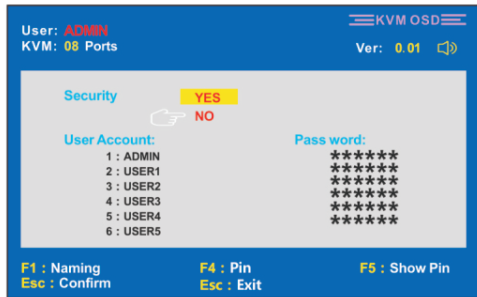 User: ADMIN
KVM OSD
KVM: 08 Ports
Ver: 0.01
Security YES
NO
User Account: Pass word:
1 : ADMIN ******
2 : USER1 ******
3 : USER2 ******
4 : USER3 ******
5 : USER4 ******
6 : USER5
F1 : Naming F4 : Pin F5 : Show Pin
Esc : Confirm Esc : Exit